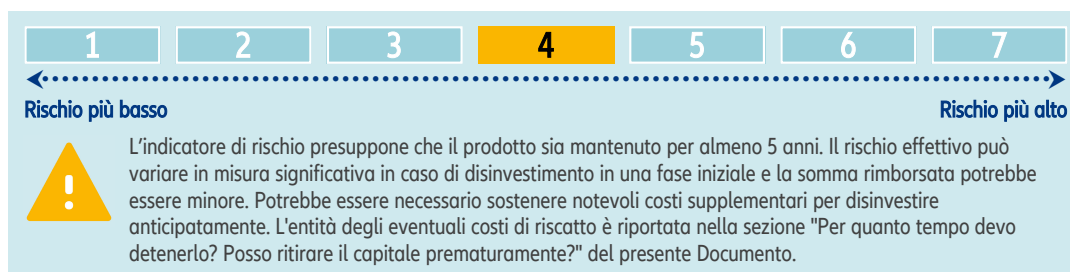 1 2 3 4 5 6 7
Rischio più basso Rischio più alto
L'indicatore di rischio presuppone che il prodotto sia mantenuto per almeno 5 anni. Il rischio effettivo può
variare in misura significativa in caso di disinvestimento in una fase iniziale e la somma rimborsata potrebbe
essere minore. Potrebbe essere necessario sostenere notevoli costi supplementari per disinvestire
anticipatamente. L'entità degli eventuali costi di riscatto è riportata nella sezione "Per quanto tempo devo
detenerlo? Posso ritirare il capitale prematuramente?" del presente Documento.